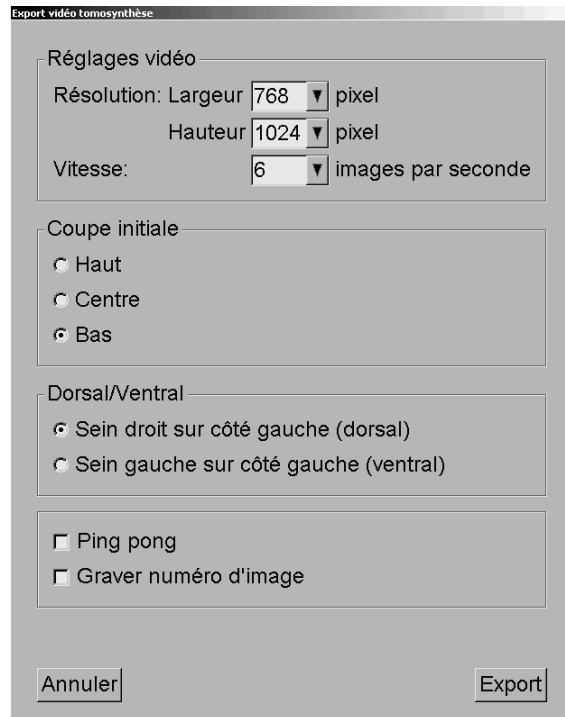 Export vidéo tomosynthèse
Réglages vidéo
Résolution: Largeur 768 pixel
Hauteur 1024 pixel
Vitesse: 6 images par seconde
Coupe initiale
Haut
Centre
Bas
Dorsal/Ventral
Sein droit sur côté gauche (dorsal)
Sein gauche sur côté gauche (ventral)
Ping pong
Graver numéro d'image
Annuler Export